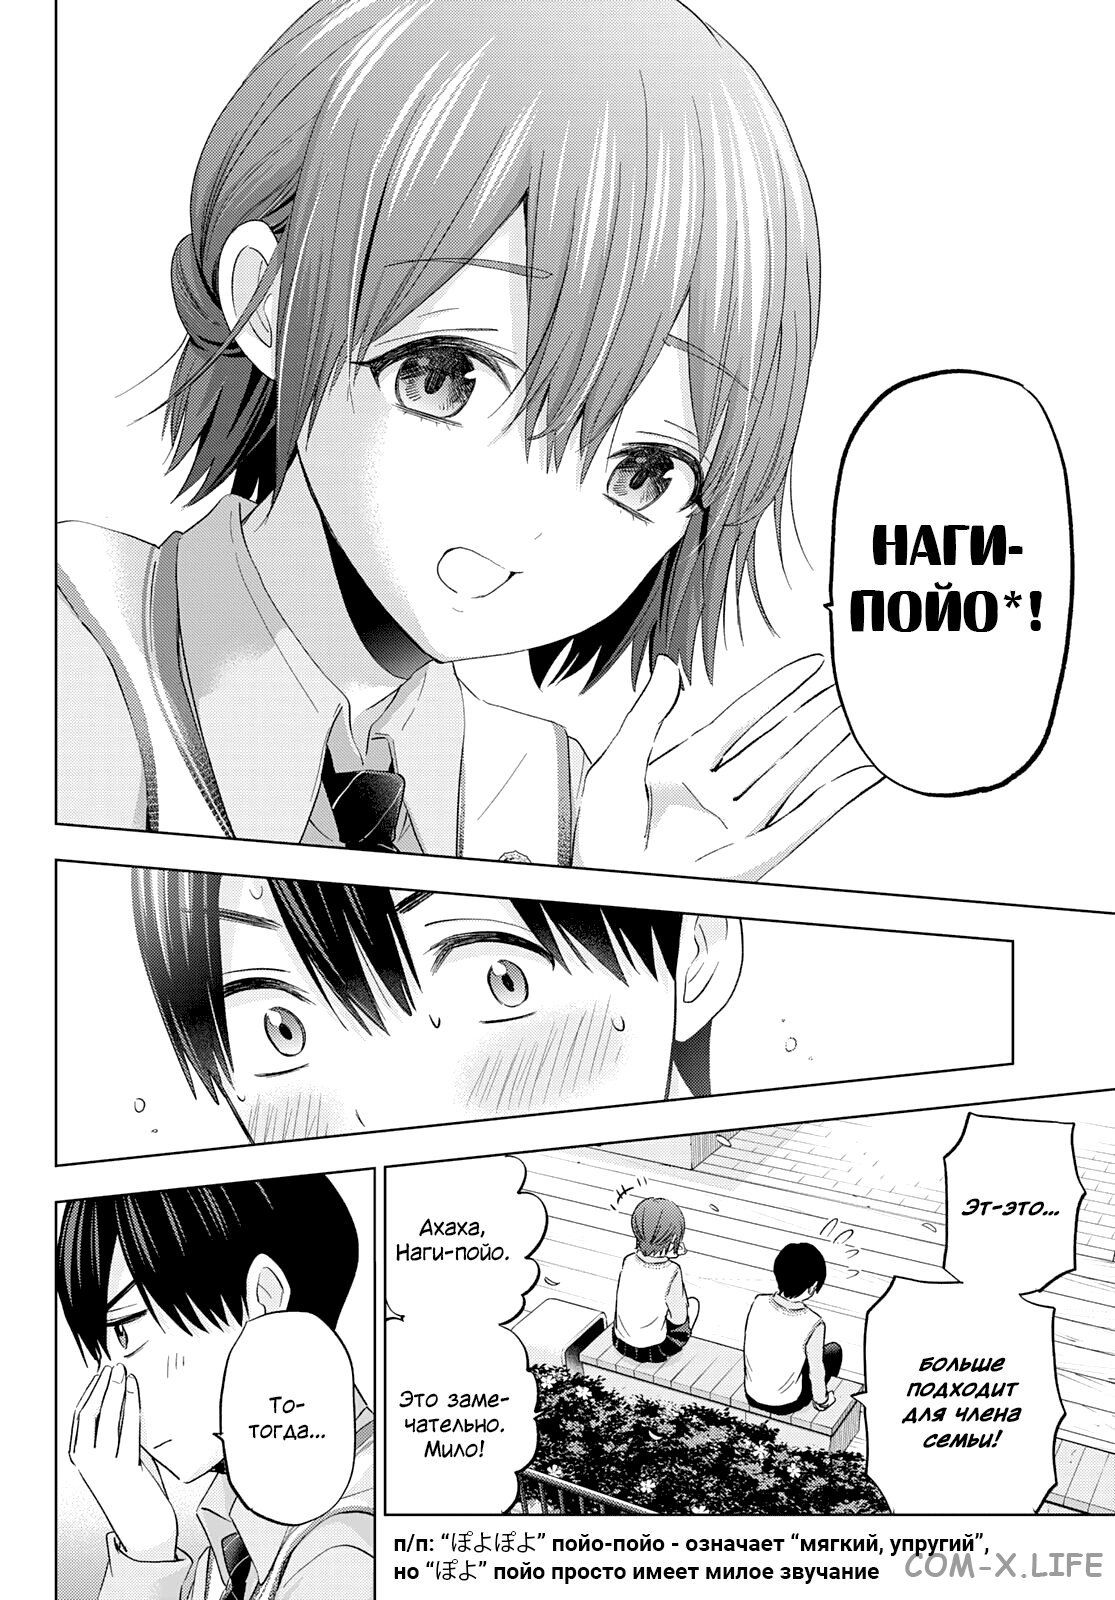 НАГИ-
ПОЙО*!
Эт-это...
больше
подходит
для члена
семьи!
Ахаха,
Наги-пойо.
Это заме-
чательно.
Мило!
То-
тогда...
п/п: “ぽよぽよ” пойо-пойо - означает “мягкий, упругий”,
но “ぽよ” пойо просто имеет милое звучание
COM-X.LIFE